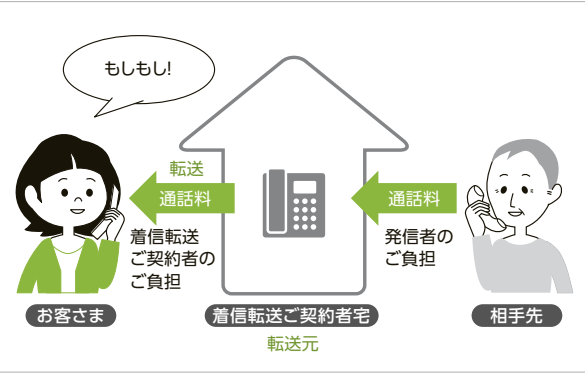 もしもし!
転送
通話料
着信転送
ご契約者の
ご負担
通話料
発信者の
ご負担
お客さま
着信転送ご契約者宅
相手先
転送元